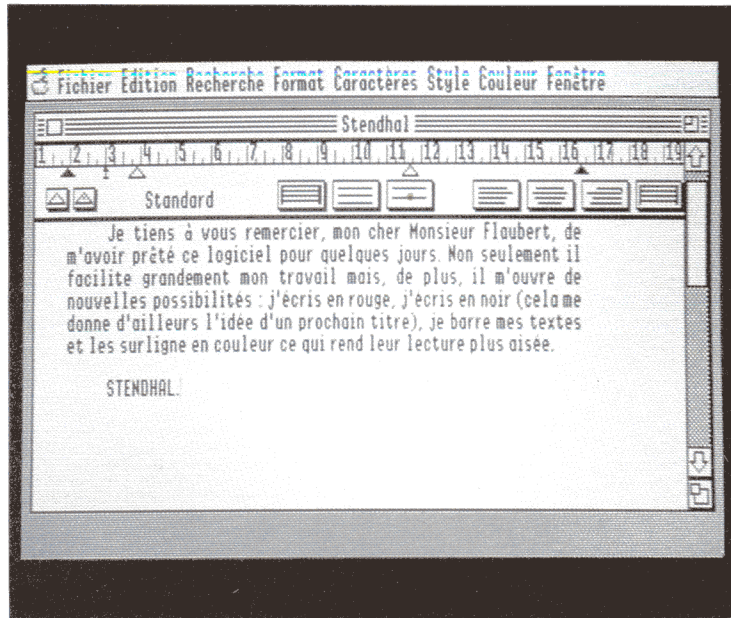 Fichier Edition Recherche Format Caractères Style Couleur Fenêtre
Stendhal
1 2 3 4 5 6 7 8 9 10 11 12 13 14 15 16 17 18 19
Standard
Je tiens à vous remercier, mon cher Monsieur Flaubert, de
m'avoir prêté ce logiciel pour quelques jours. Non seulement il
facilite grandement mon travail mais, de plus, il m'ouvre de
nouvelles possibilités : j'écris en rouge, j'écris en noir (cela me
donne d'ailleurs l'idée d'un prochain titre), je barre mes textes
et les surligne en couleur ce qui rend leur lecture plus aisée.
STENDHAL.